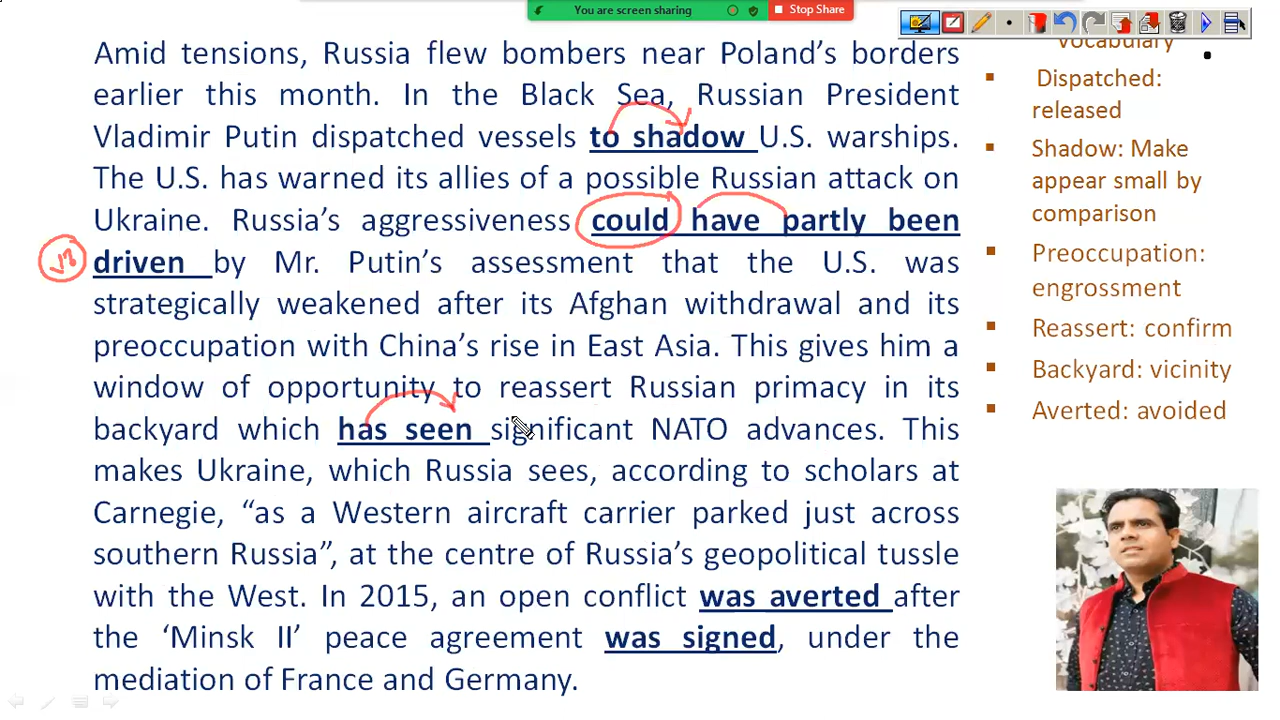 You are screen sharing
Stop Share
Amid tensions, Russia flew bombers near Poland's borders
earlier this month. In the Black Sea, Russian President
Vladimir Putin dispatched vessels to shadow U.S. warships.
The U.S. has warned its allies of a possible Russian attack on
Ukraine. Russia's aggressiveness could have partly been
driven by Mr. Putin's assessment that the U.S. was
strategically weakened after its Afghan withdrawal and its
preoccupation with China's rise in East Asia. This gives him a
window of opportunity to reassert Russian primacy in its
backyard which has seen significant NATO advances. This
makes Ukraine, which Russia sees, according to scholars at
Carnegie, “as a Western aircraft carrier parked just across
southern Russia”, at the centre of Russia's geopolitical tussle
with the West. In 2015, an open conflict was averted after
the ‘Minsk II’ peace agreement was signed, under the
mediation of France and Germany.
Vocabulary
Dispatched:
released
Shadow: Make
appear small by
comparison
Preoccupation:
engrossment
Reassert: confirm
Backyard: vicinity
Averted: avoided